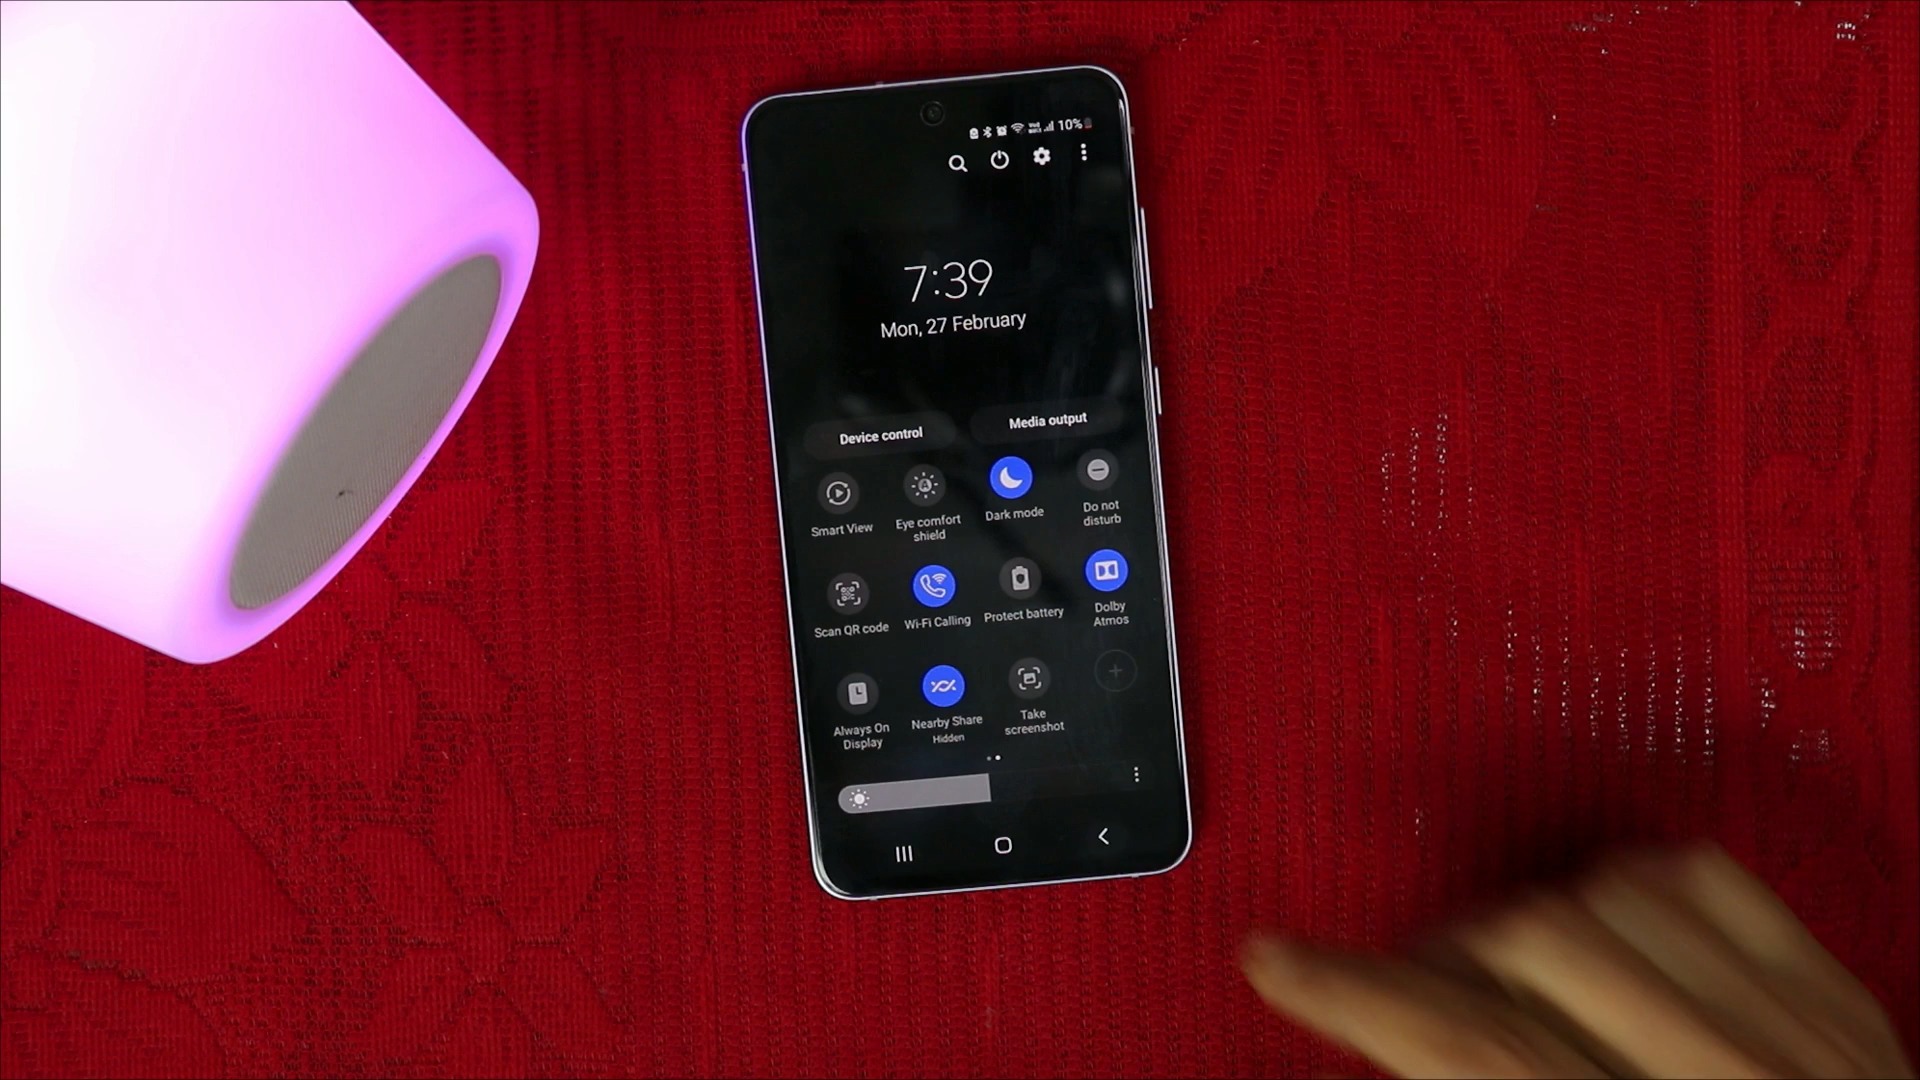 10%
7:39
Mon, 27 February
Device control
Media output
Smart View
Eye comfort
shield
Dark mode
Do not
disturb
Scan QR code
Wi-Fi Calling
Protect battery
Dolby
Atmos
Always On
Display
Nearby Share
Hidden
Take
screenshot